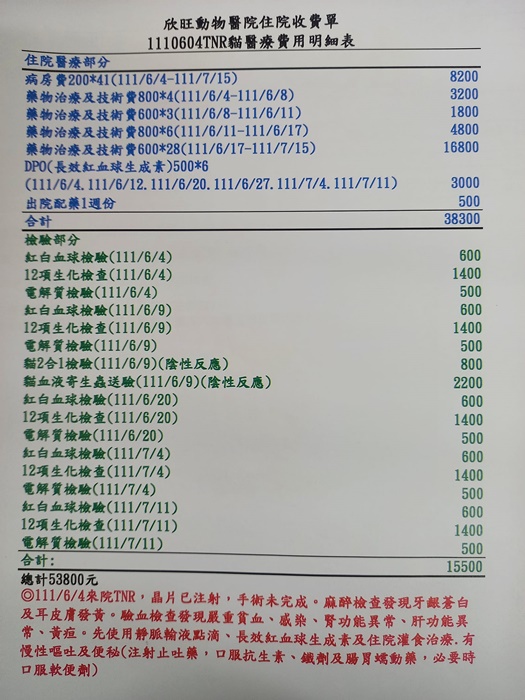 欣旺動物醫院住院收費單
1110604TNR貓醫療費用明細表
住院醫療部分
病房費200*41(111/6/4-111/7/15) 8200
藥物治療及技術費800*4(111/6/4-111/6/8) 3200
藥物治療及技術費600*3(111/6/8-111/6/11) 1800
藥物治療及技術費800*6(111/6/11-111/6/17) 4800
藥物治療及技術費600*28(111/6/17-111/7/15) 16800
DPO(長效紅血球生成素)500*6
(111/6/4.111/6/12.111/6/20.111/6/27.111/7/4.111/7/11) 3000
出院配藥1週份 500
合計 38300
檢驗部分
紅白血球檢驗(111/6/4) 600
12項生化檢查(111/6/4) 1400
電解質檢驗(111/6/4) 500
紅白血球檢驗(111/6/9) 600
12項生化檢查(111/6/9) 1400
電解質檢驗(111/6/9) 500
貓2合1檢驗(111/6/9)(陰性反應) 800
貓血液寄生蟲送驗(111/6/9)(陰性反應) 2200
紅白血球檢驗(111/6/20) 600
12項生化檢查(111/6/20) 1400
電解質檢驗(111/6/20) 500
紅白血球檢驗(111/7/4) 600
12項生化檢查(111/7/4) 1400
電解質檢驗(111/7/4) 500
紅白血球檢驗(111/7/11) 600
12項生化檢查(111/7/11) 1400
電解質檢驗(111/7/11) 500
合計: 15500
總計53800元
◎111/6/4來院TNR，晶片已注射，手術未完成。麻醉檢查發現牙齦蒼白
及耳皮膚發黃。驗血檢查發現嚴重貧血、感染、腎功能異常、肝功能異
常、黃疸。先使用靜脈輸液點滴、長效紅血球生成素及住院灌食治療.有
慢性嘔吐及便秘(注射止吐藥，口服抗生素、鐵劑及腸胃蠕動藥，必要時
口服軟便劑)